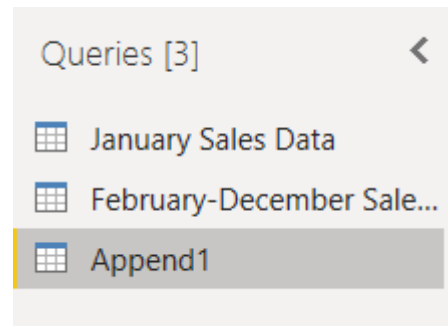 Queries [3]
January Sales Data
February-December Sale...
Append1